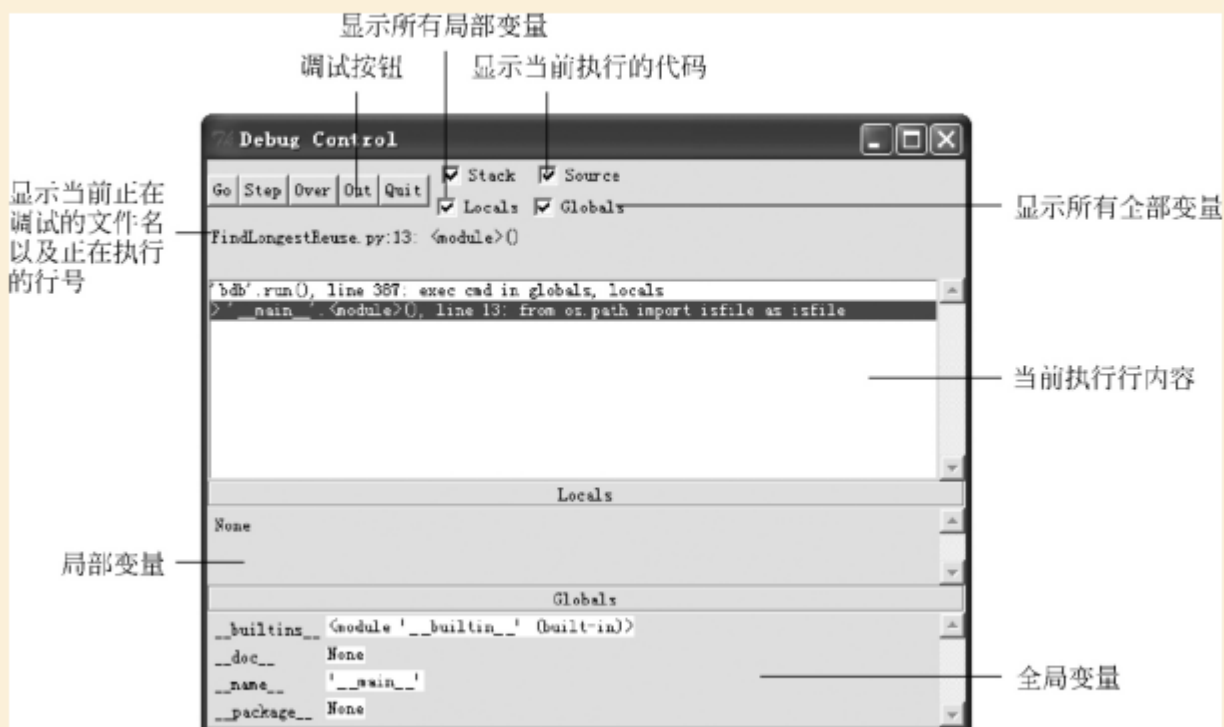 显示所有局部变量
调试按钮
显示当前执行的代码
Debug Control
Go Step Over Out Quit
Stack Source
Locals Globals
显示当前正在
调试的文件名
以及正在执行
的行号
显示所有全部变量
FindLongestReuse.py:13: <module>()
'bdb'.run(), line 387: exec cmd in globals, locals
>'__main__'.<module>(), line 13: from os.path import isfile as isfile
当前执行行内容
Locals
None
局部变量
Globals
__builtins__ <module '__builtin__' (built-in)>
__doc__ None
__name__ '__main__'
__package__ None
全局变量